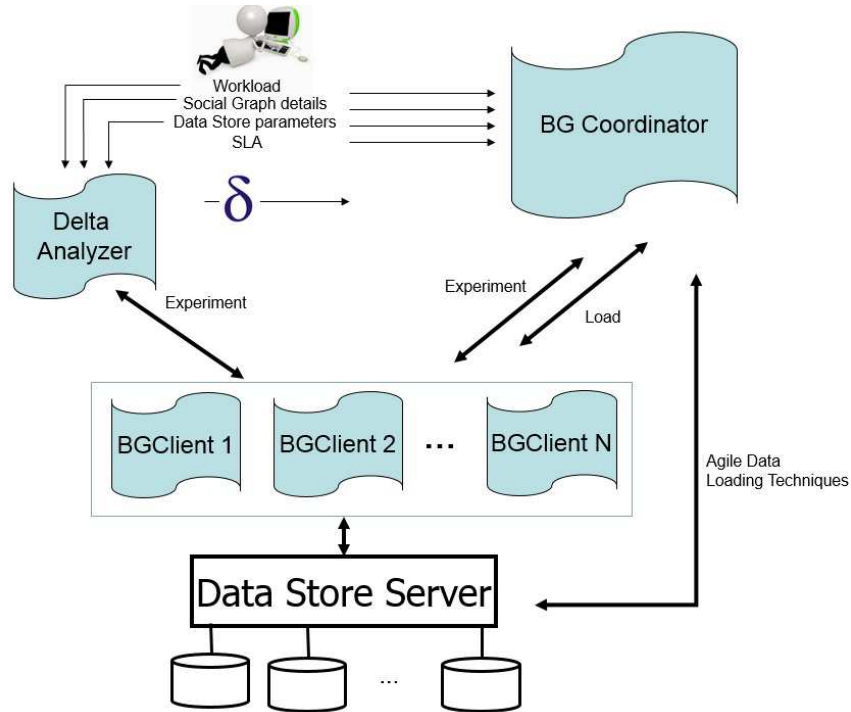 Workload
Social Graph details
Data Store parameters
SLA
BG Coordinator
δ
Delta
Analyzer
Experiment
Experiment
Load
BGClient 1
BGClient 2
...
BGClient N
Agile Data
Loading Techniques
Data Store Server
...